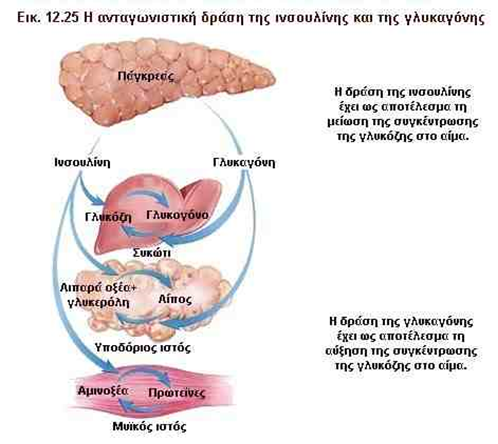 Εικ. 12.25 Η ανταγωνιστική δράση της ινσουλίνης και της γλυκαγόνης
Πάγκρεας
Η δράση της ινσουλίνης
έχει ως αποτέλεσμα τη
μείωση της συγκέντρωσης
της γλυκόζης στο αίμα.
Ινσουλίνη
Γλυκαγόνη
Γλυκόζη
Γλυκογόνο
Συκώτι
Λιπαρά οξέα+
γλυκερόλη
Λίπος
Υποδόριος ιστός
Η δράση της γλυκαγόνης
έχει ως αποτέλεσμα τη
αύξηση της συγκέντρωσης
της γλυκόζης στο αίμα.
Αμινοξέα
Πρωτεΐνες
Μυϊκός ιστός